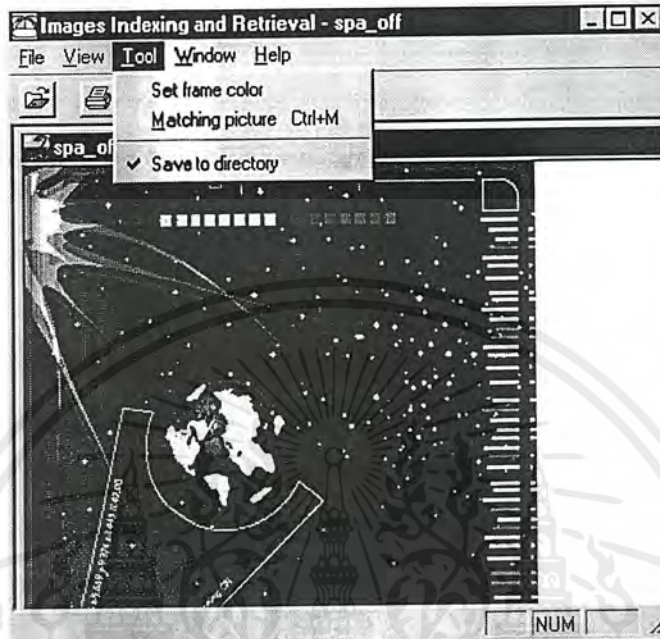 Images Indexing and Retrieval - spa_off
File View Tool Window Help
Set frame color
Matching picture Ctrl+M
Save to directory
spa_of
NUM